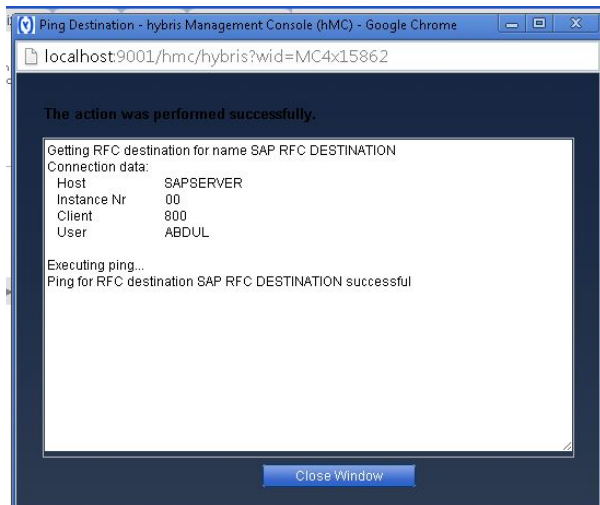 Ping Destination - hybris Management Console (hMC) - Google Chrome
localhost:9001/hmc/hybris?wid=MC4x15862
The action was performed successfully.
Getting RFC destination for name SAP RFC DESTINATION
Connection data:
Host SAPSERVER
Instance Nr 00
Client 800
User ABDUL
Executing ping...
Ping for RFC destination SAP RFC DESTINATION successful
Close Window